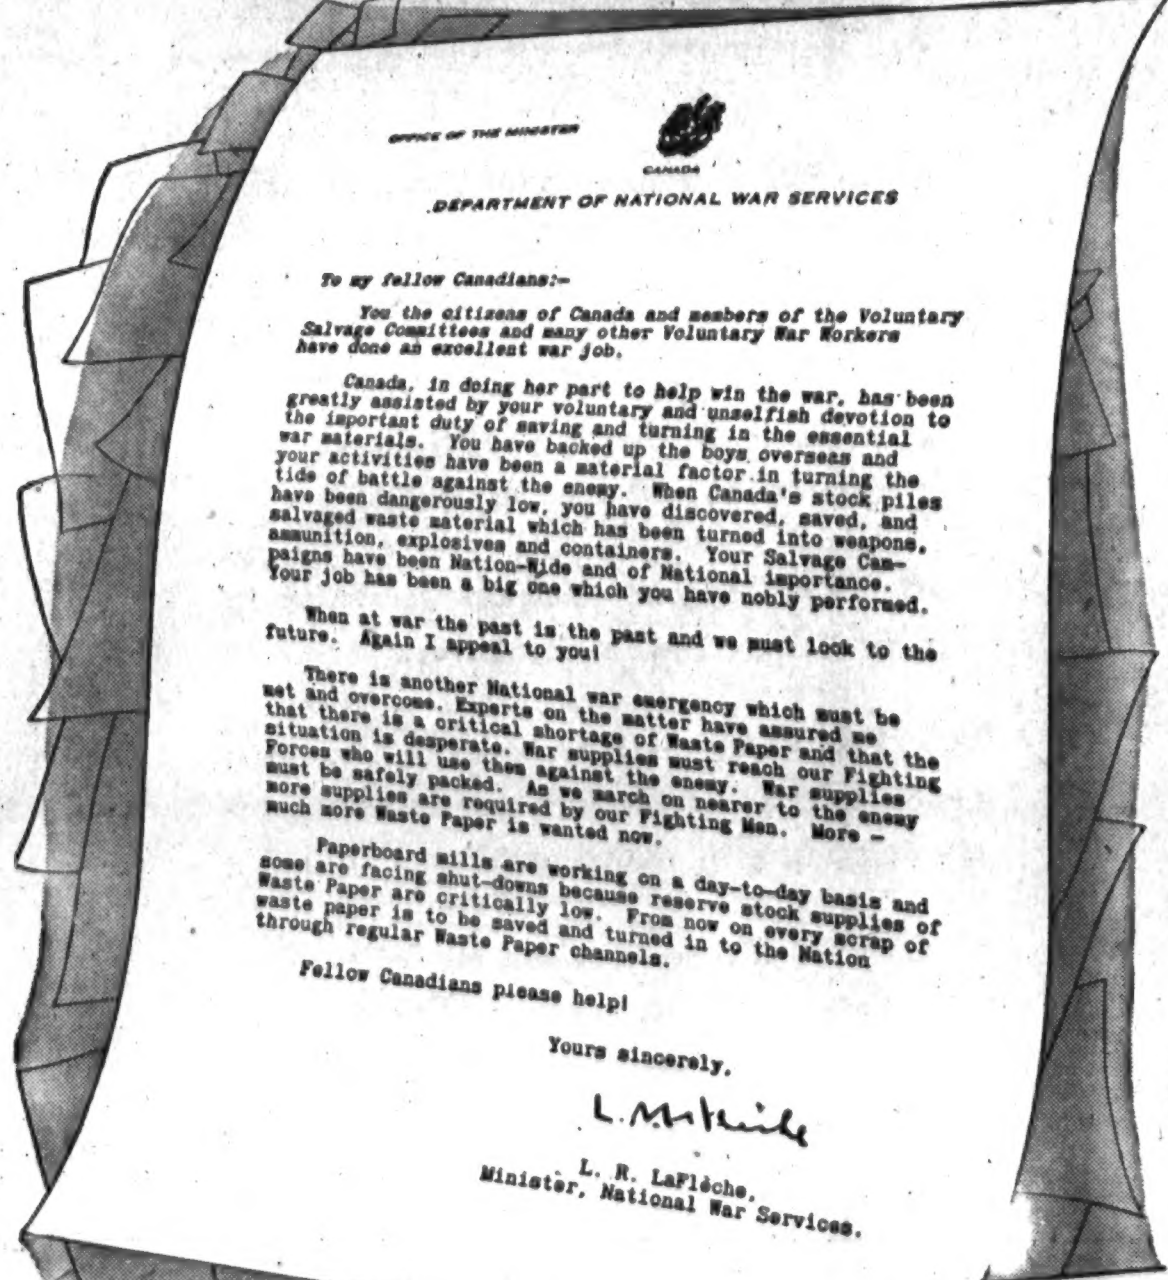 OFFICE OF THE MINISTER
CANADA
DEPARTMENT OF NATIONAL WAR SERVICES
To my fellow Canadians:-
You the citizens of Canada and members of the Voluntary
Salvage Committees and many other Voluntary War Workers
have done an excellent war job.
Canada, in doing her part to help win the war, has been
greatly assisted by your voluntary and unselfish devotion to
the important duty of saving and turning in the essential
war materials. You have backed up the boys overseas and
your activities have been a material factor in turning the
tide of battle against the enemy. When Canada's stock piles
have been dangerously low, you have discovered, saved, and
salvaged waste material which has been turned into weapons,
ammunition, explosives and containers. Your Salvage Cam-
paigns have been Nation-Wide and of National importance.
Your job has been a big one which you have nobly performed.
When at war the past is the past and we must look to the
future. Again I appeal to you!
There is another National war emergency which must be
met and overcome. Experts on the matter have assured me
that there is a critical shortage of Waste Paper and that the
situation is desperate. War supplies must reach our Fighting
Forces who will use them against the enemy. War supplies
must be safely packed. As we march on nearer to the enemy
more supplies are required by our Fighting Men. More -
much more Waste Paper is wanted now.
Paperboard mills are working on a day-to-day basis and
some are facing shut-downs because reserve stock supplies of
Waste Paper are critically low. From now on every scrap of
waste paper is to be saved and turned in to the Nation
through regular Waste Paper channels.
Fellow Canadians please help!
Yours sincerely,
L. R. LaFlèche,
Minister, National War Services.